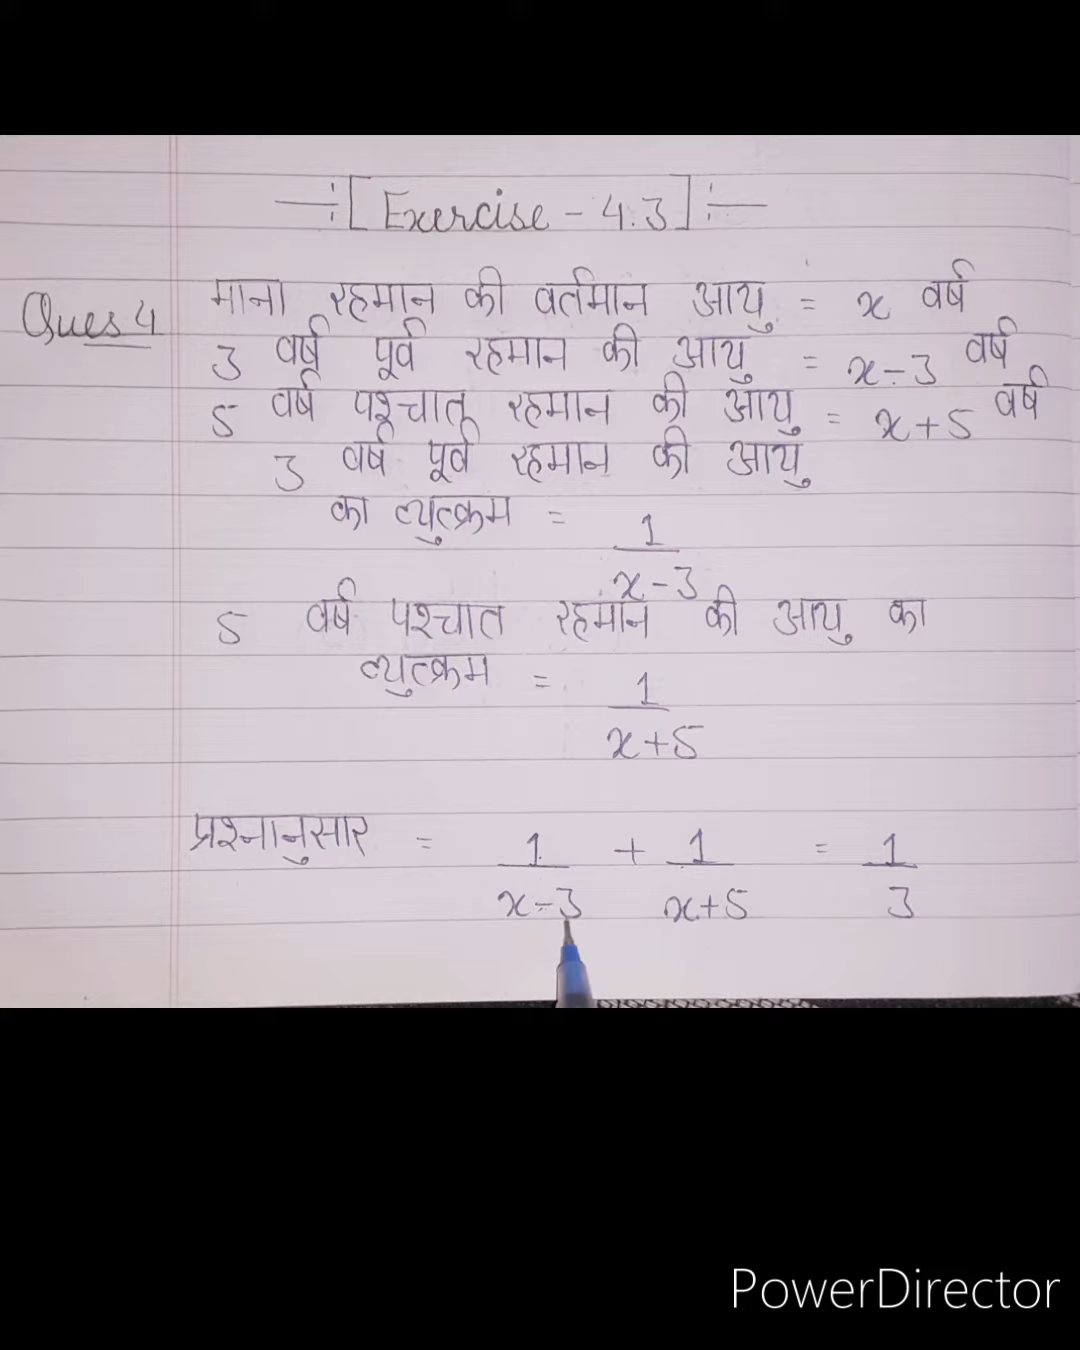 ÷[Exercise - 4.3]÷
Ques 4 माना रहमान की वर्तमान आयु = x वर्ष
3 वर्ष पूर्व रहमान की आयु = x-3 वर्ष
5 वर्ष पश्चात रहमान की आयु = x+5 वर्ष
3 वर्ष पूर्व रहमान की आयु
का व्युत्क्रम = 1/x-3
5 वर्ष पश्चात रहमान की आयु का
व्युत्क्रम = 1/x+5
प्रश्नानुसार = 1/x-3 + 1/x+5 = 1/3
PowerDirector